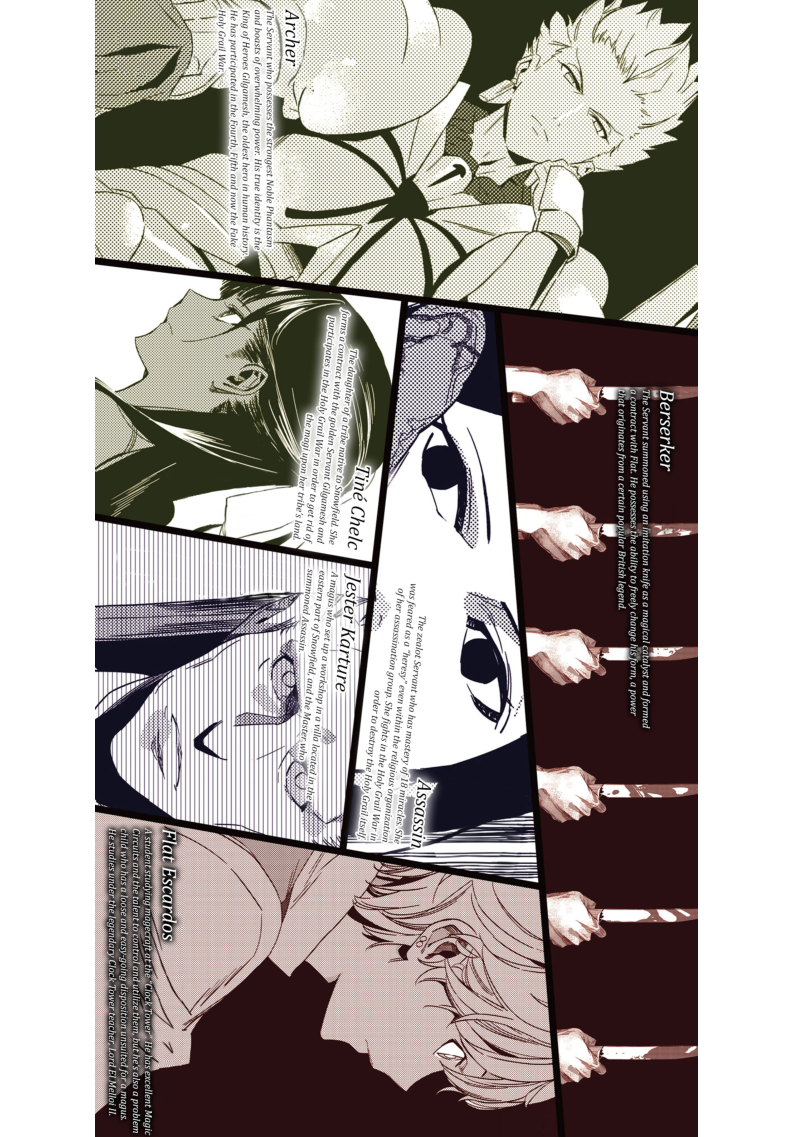 Archer
The Servant who possesses the strongest Noble Phantasm
and boasts of overwhelming power. His true identity is the
King of Heroes Gilgamesh, the oldest hero in human history.
He has participated in the Fourth, Fifth and now the Fake
Holy Grail War.
Berserker
The Servant summoned using an imitation knife as a magical catalyst and formed
a contract with Flat. He possesses the ability to freely change his form, a power
that originates from a certain popular British legend.
Tiné Chelc
The daughter of a tribe native to Snowfield. She
forms a contract with the golden Servant Gilgamesh and
participates in the Holy Grail War in order to get rid of
the magi upon her tribe's land.
Assassin
The zealot Servant who has mastery of 18 miracles. She
was feared as a "heresy" even within the religious organization
of her assassination group. She fights in the Holy Grail War in
order to destroy the Holy Grail itself.
Jester Karture
A magus who set up a workshop in a villa located in the
eastern part of Snowfield, and the Master who
summoned Assassin.
Flat Escardos
A student studying magecraft at the "Clock Tower". He has excellent Magic
Circuits and the talent to control and utilize them, but he's also a problem
child who has a loose and easy-going disposition unsuited for a magus.
He studies under the legendary Clock Tower teacher, Lord El Melloi II.